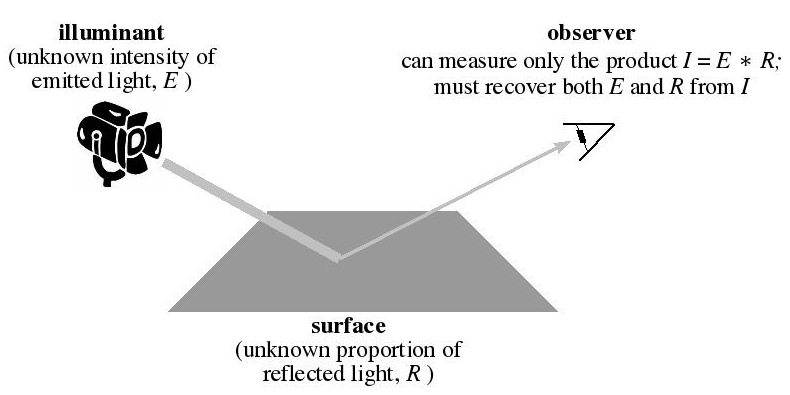 illuminant
(unknown intensity of
emitted light, E )
observer
can measure only the product I = E * R;
must recover both E and R from I
surface
(unknown proportion of
reflected light, R )